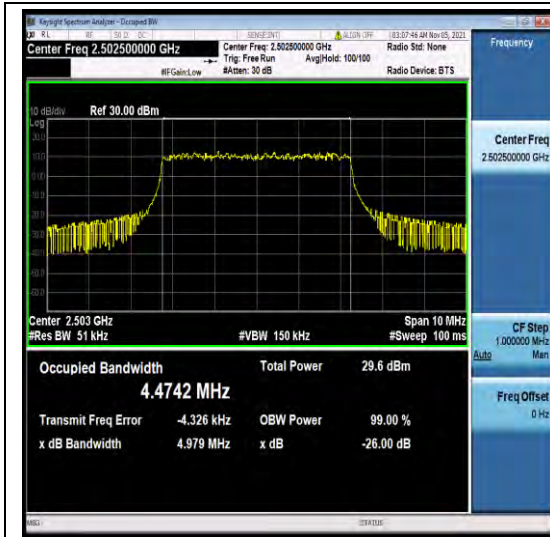 Keysight Spectrum Analyzer - Occupied BW
RL RF 50 Ω DC SENSE:INT ALIGN OFF 03:07:46 AM Nov 05, 2021
Center Freq 2.502500000 GHz
Center Freq: 2.502500000 GHz
Radio Std: None
Trig: Free Run Avg|Hold: 100/100
#IFGain:Low #Atten: 30 dB Radio Device: BTS
Frequency
10 dB/div Ref 30.00 dBm
Log
20.0
10.0
0.00
Center Freq
2.502500000 GHz
Center 2.503 GHz Span 10 MHz
#Res BW 51 kHz #VBW 150 kHz #Sweep 100 ms
CF Step
1.000000 MHz
Auto Man
Occupied Bandwidth Total Power 29.6 dBm
4.4742 MHz
Freq Offset
0 Hz
Transmit Freq Error -4.326 kHz OBW Power 99.00 %
x dB Bandwidth 4.979 MHz x dB -26.00 dB
MSG STATUS